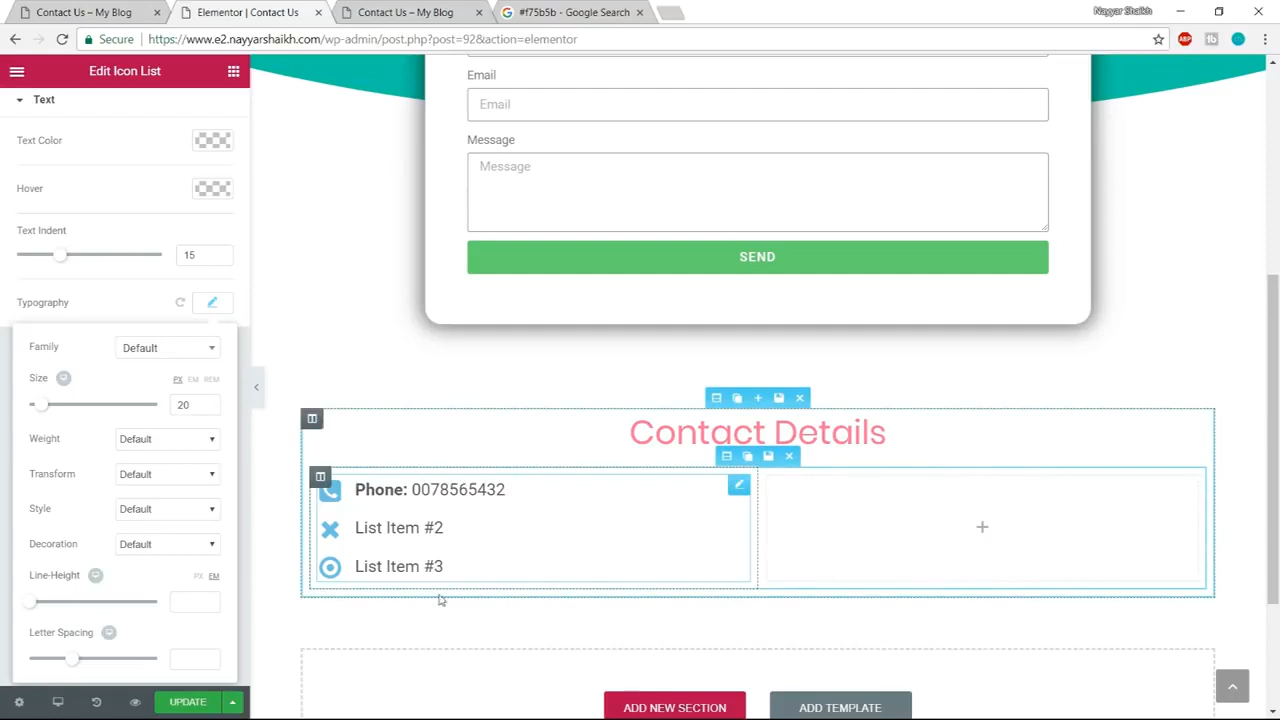 Contact Us – My Blog
Elementor | Contact Us
Contact Us – My Blog
#f75b5b - Google Search
Nayyar Shaikh
Secure
https://www.e2.nayyarshaikh.com/wp-admin/post.php?post=92&action=elementor
ABP
Edit Icon List
Text
Text Color
Hover
Text Indent
15
Typography
Family
Default
Size
PX EM REM
20
Weight
Default
Transform
Default
Style
Default
Decoration
Default
Line-Height
PX EM
Letter Spacing
UPDATE
Email
Email
Message
Message
SEND
Contact Details
Phone: 0078565432
List Item #2
List Item #3
ADD NEW SECTION
ADD TEMPLATE